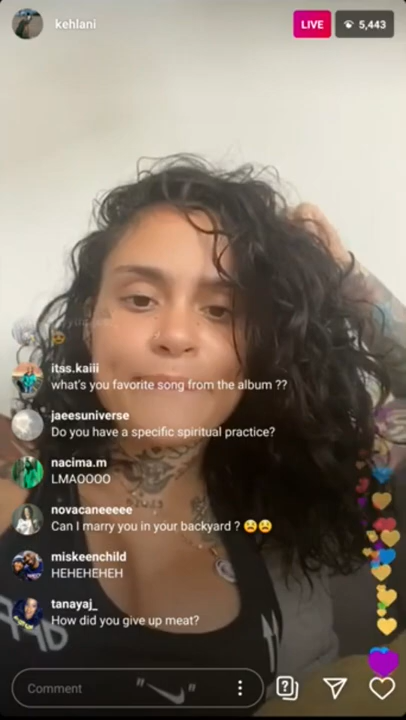 kehlani
LIVE
5,443
itss.kaiii
what's you favorite song from the album ??
jaeesuniverse
Do you have a specific spiritual practice?
nacima.m
LMAOOOO
novacaneeeee
Can I marry you in your backyard ? 😫😫
miskeenchild
HEHEHEHEH
tanayaj_
How did you give up meat?
Comment